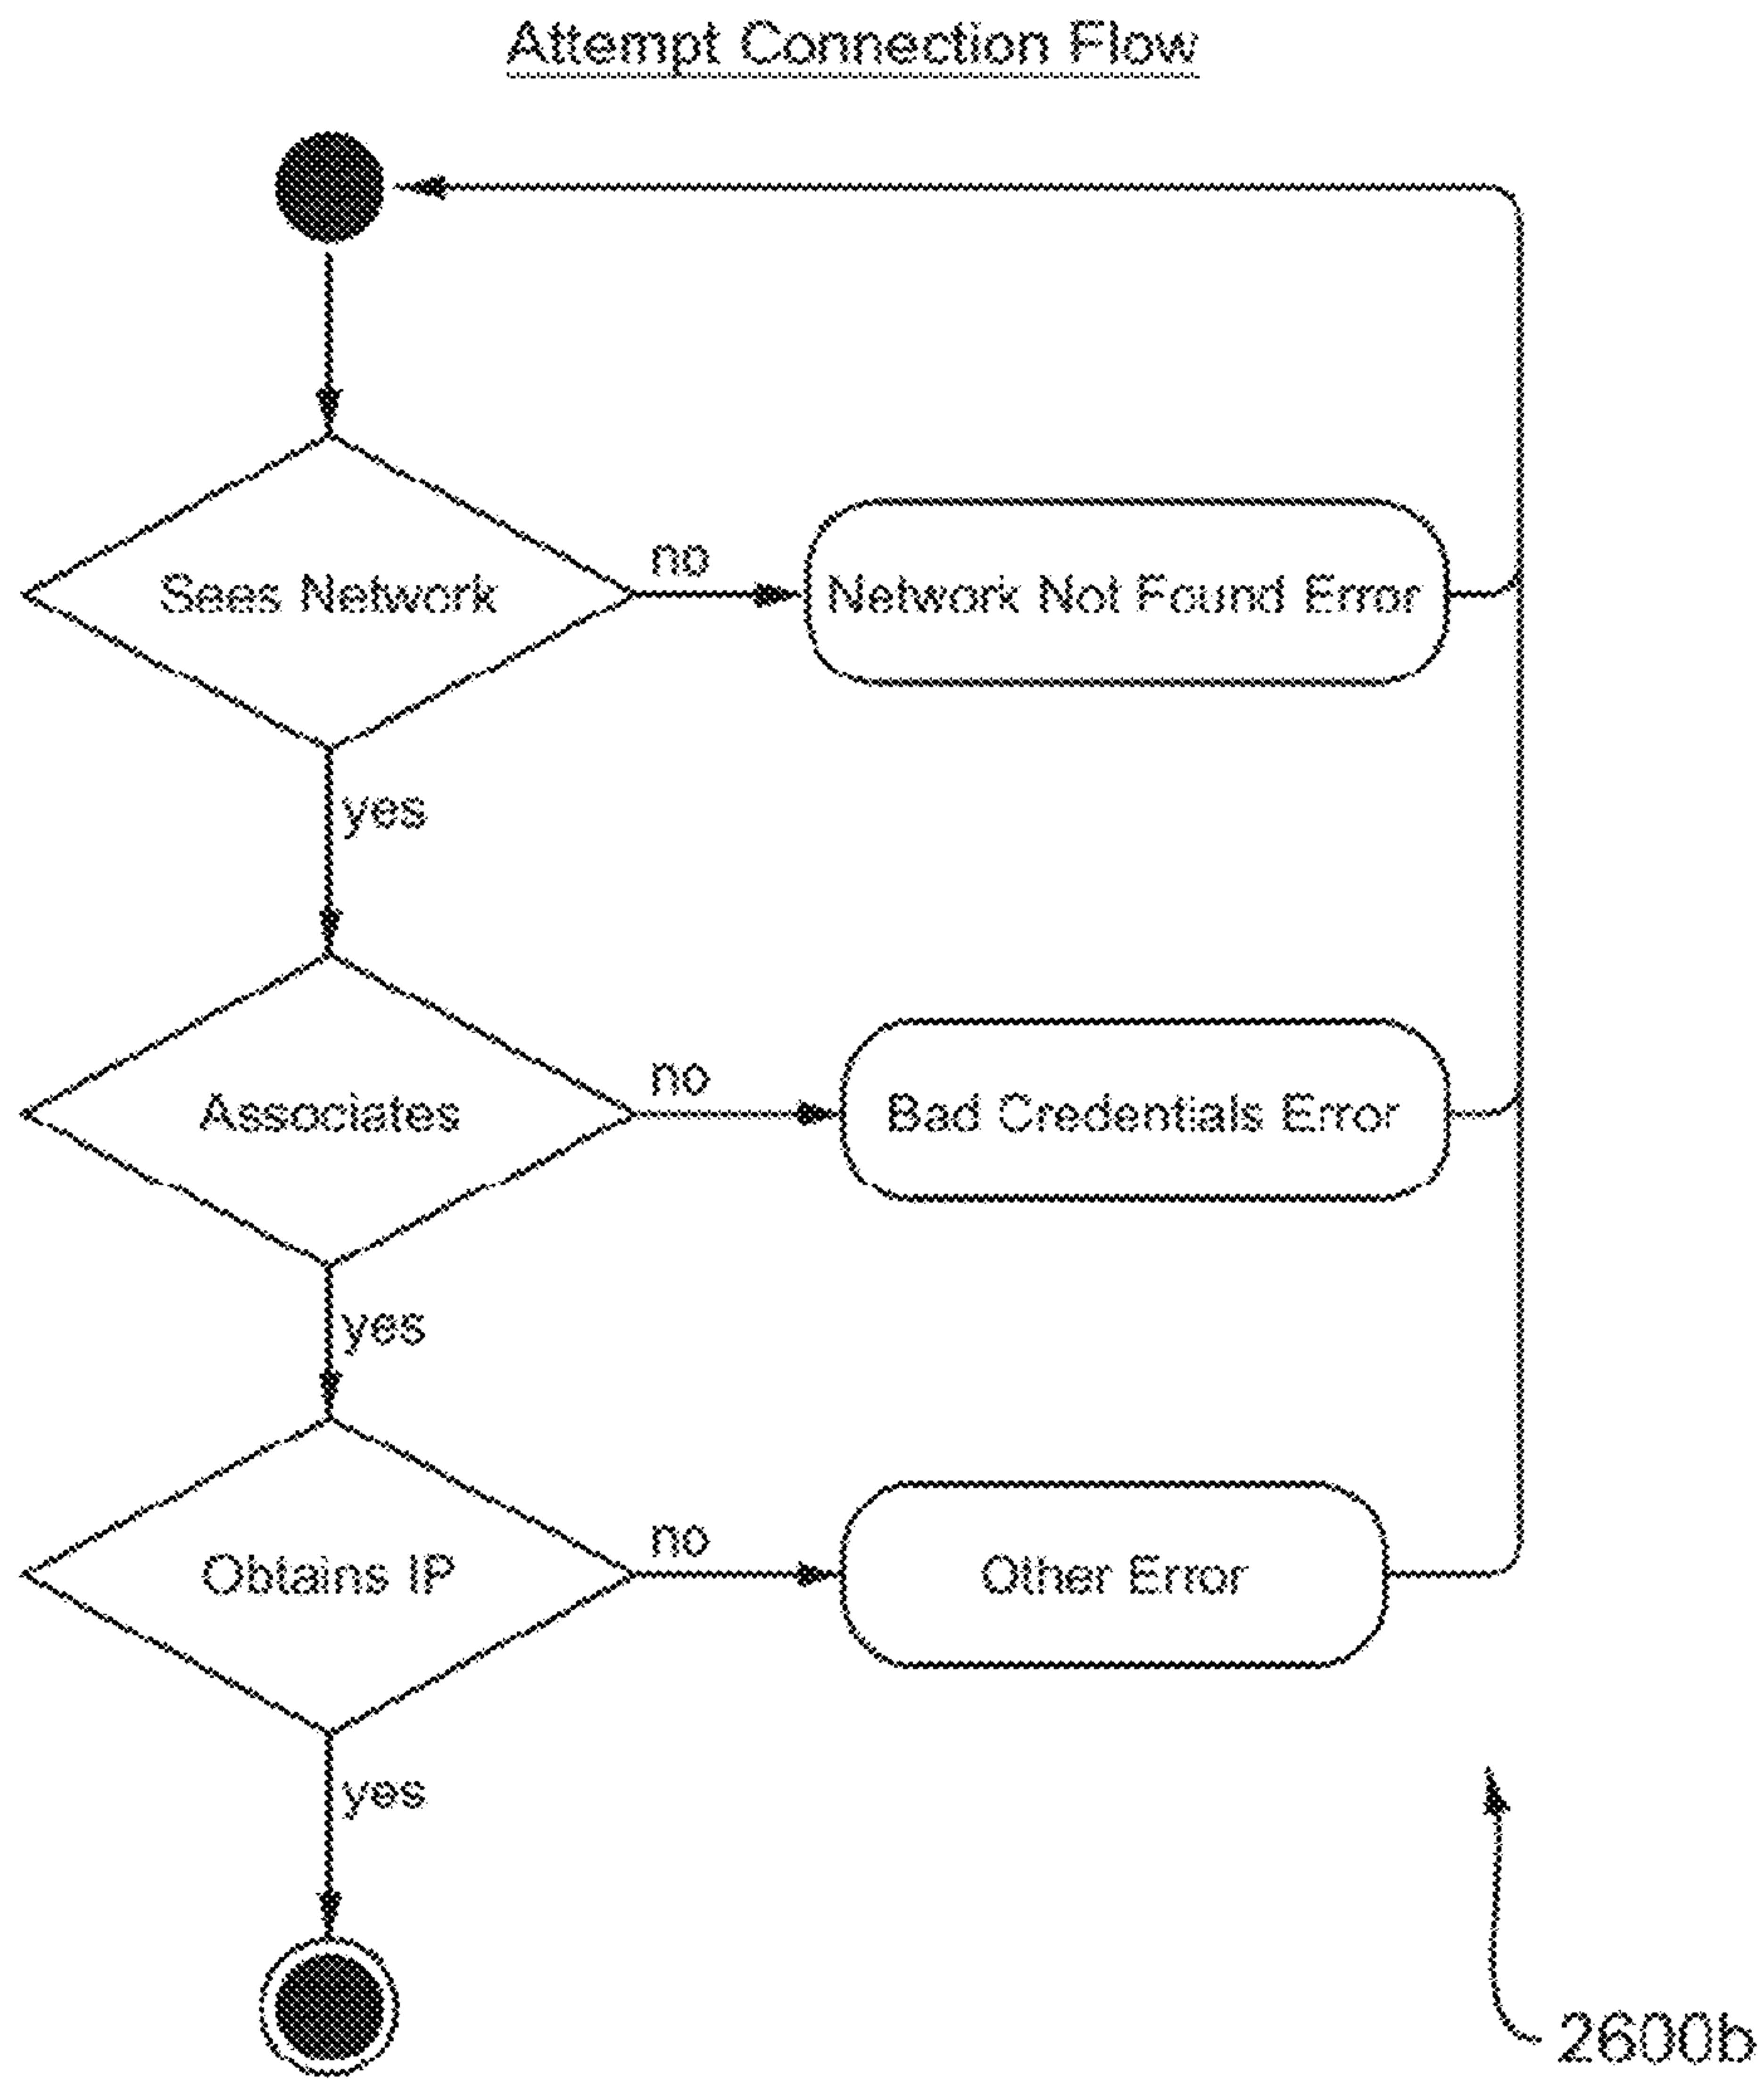 Attempt Connection Flow
Sees Network
no
Network Not Found Error
yes
Associates
no
Bad Credentials Error
yes
Obtains IP
no
Other Error
yes
2600b